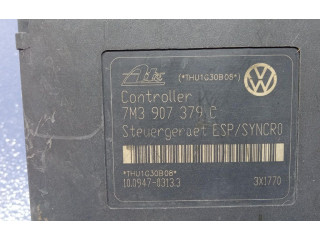 Ate (*THU1G30B08*)
Controller
7M3 907 379 C
Steuergeraet ESP/SYNCRO
*THU1G30B08*
10.0947-0313.3 3X1770